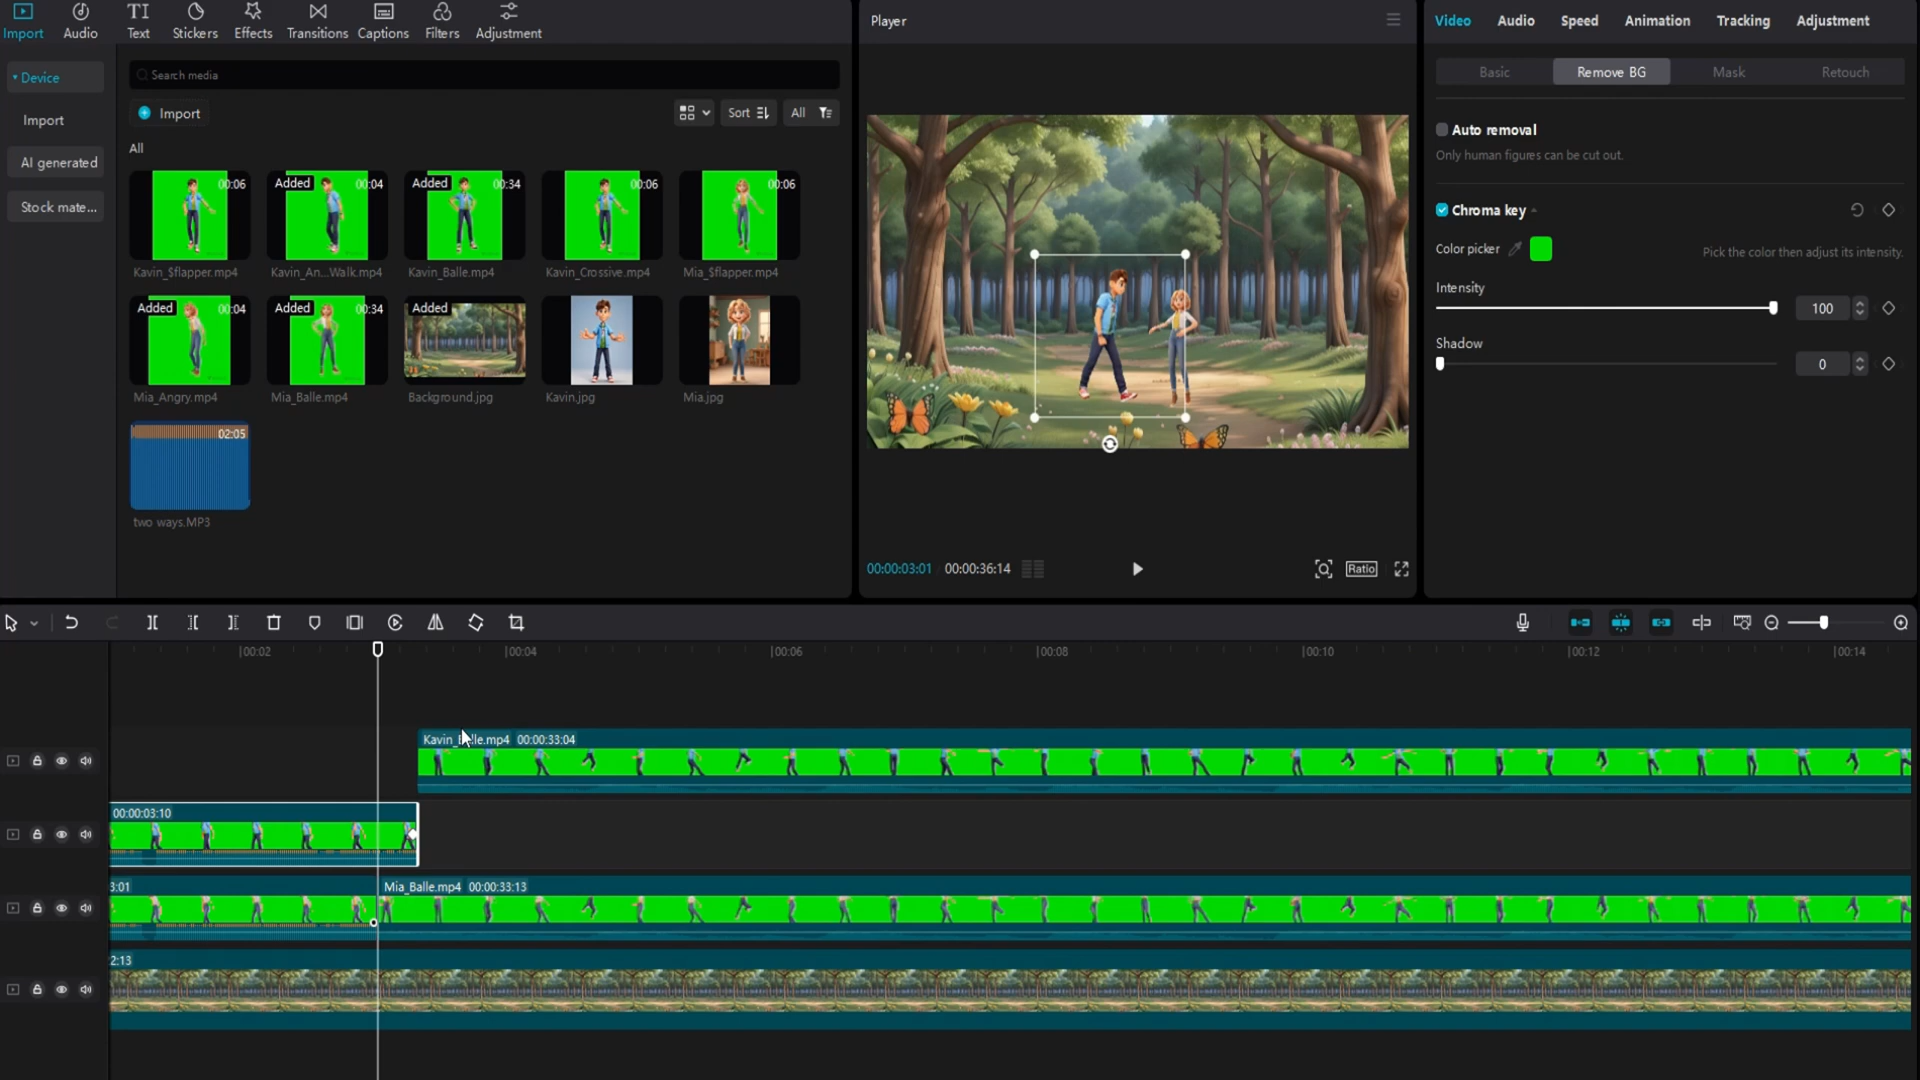 Import
Audio
Text
Stickers
Effects
Transitions
Captions
Filters
Adjustment
Device
Import
AI generated
Stock mate...
Search media
Import
Sort
All
All
00:06
Kavin_$flapper.mp4
Added
00:04
Kavin_An...Walk.mp4
Added
00:34
Kavin_Balle.mp4
00:06
Kavin_Crossive.mp4
00:06
Mia_$flapper.mp4
Added
00:04
Mia_Angry.mp4
Added
00:34
Mia_Balle.mp4
Added
Background.jpg
Kavin.jpg
Mia.jpg
02:05
two ways.MP3
Player
00:00:03:01
00:00:36:14
Ratio
Video
Audio
Speed
Animation
Tracking
Adjustment
Basic
Remove BG
Mask
Retouch
Auto removal
Only human figures can be cut out.
Chroma key
Color picker
Pick the color then adjust its intensity.
Intensity
100
Shadow
0
00:02
00:04
00:06
00:08
00:10
00:12
00:14
00:00:33:04
00:00:03:10
3:01
Mia_Balle.mp4 00:00:33:13
2:13